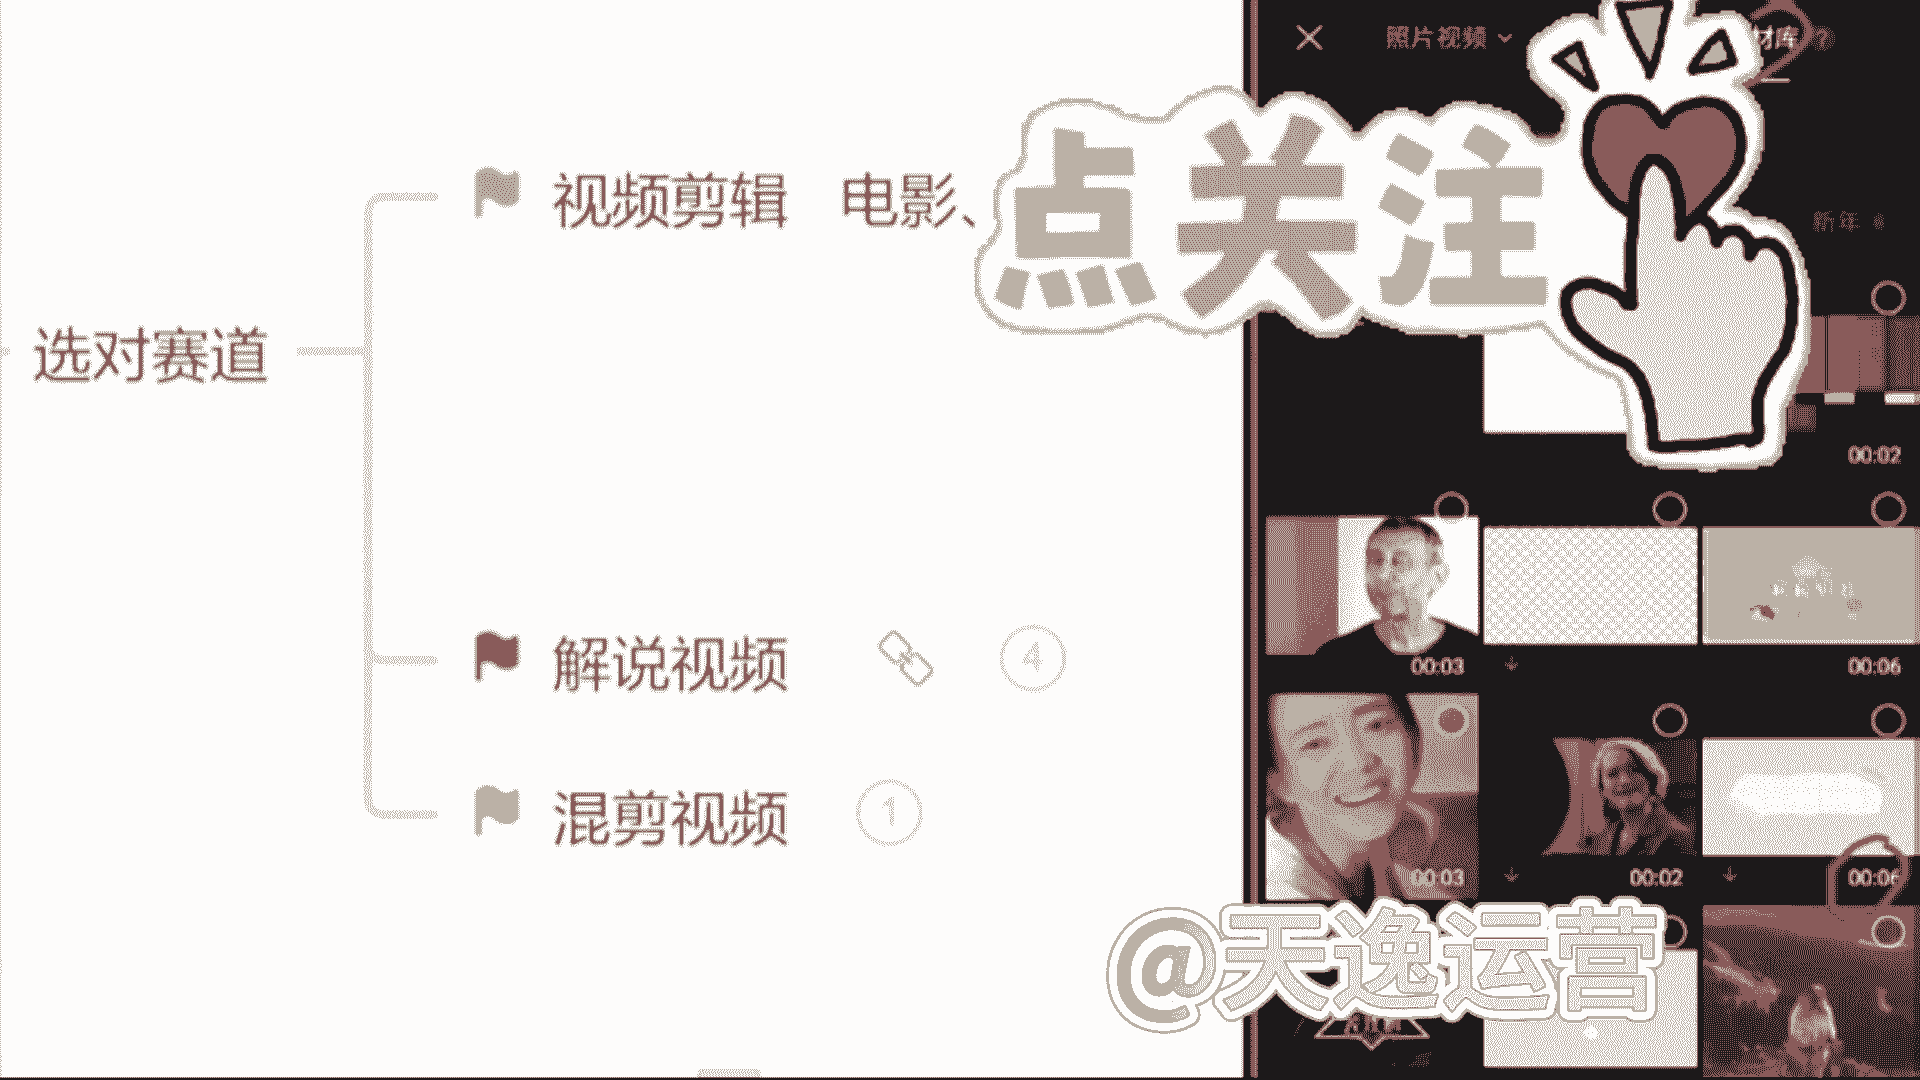 选对赛道
视频剪辑 电影、
解说视频 4
混剪视频 1
照片视频
材库 ?
点关注
新年
00:02
00:03
00:06
00:03
00:02
00:06
@天逸运营